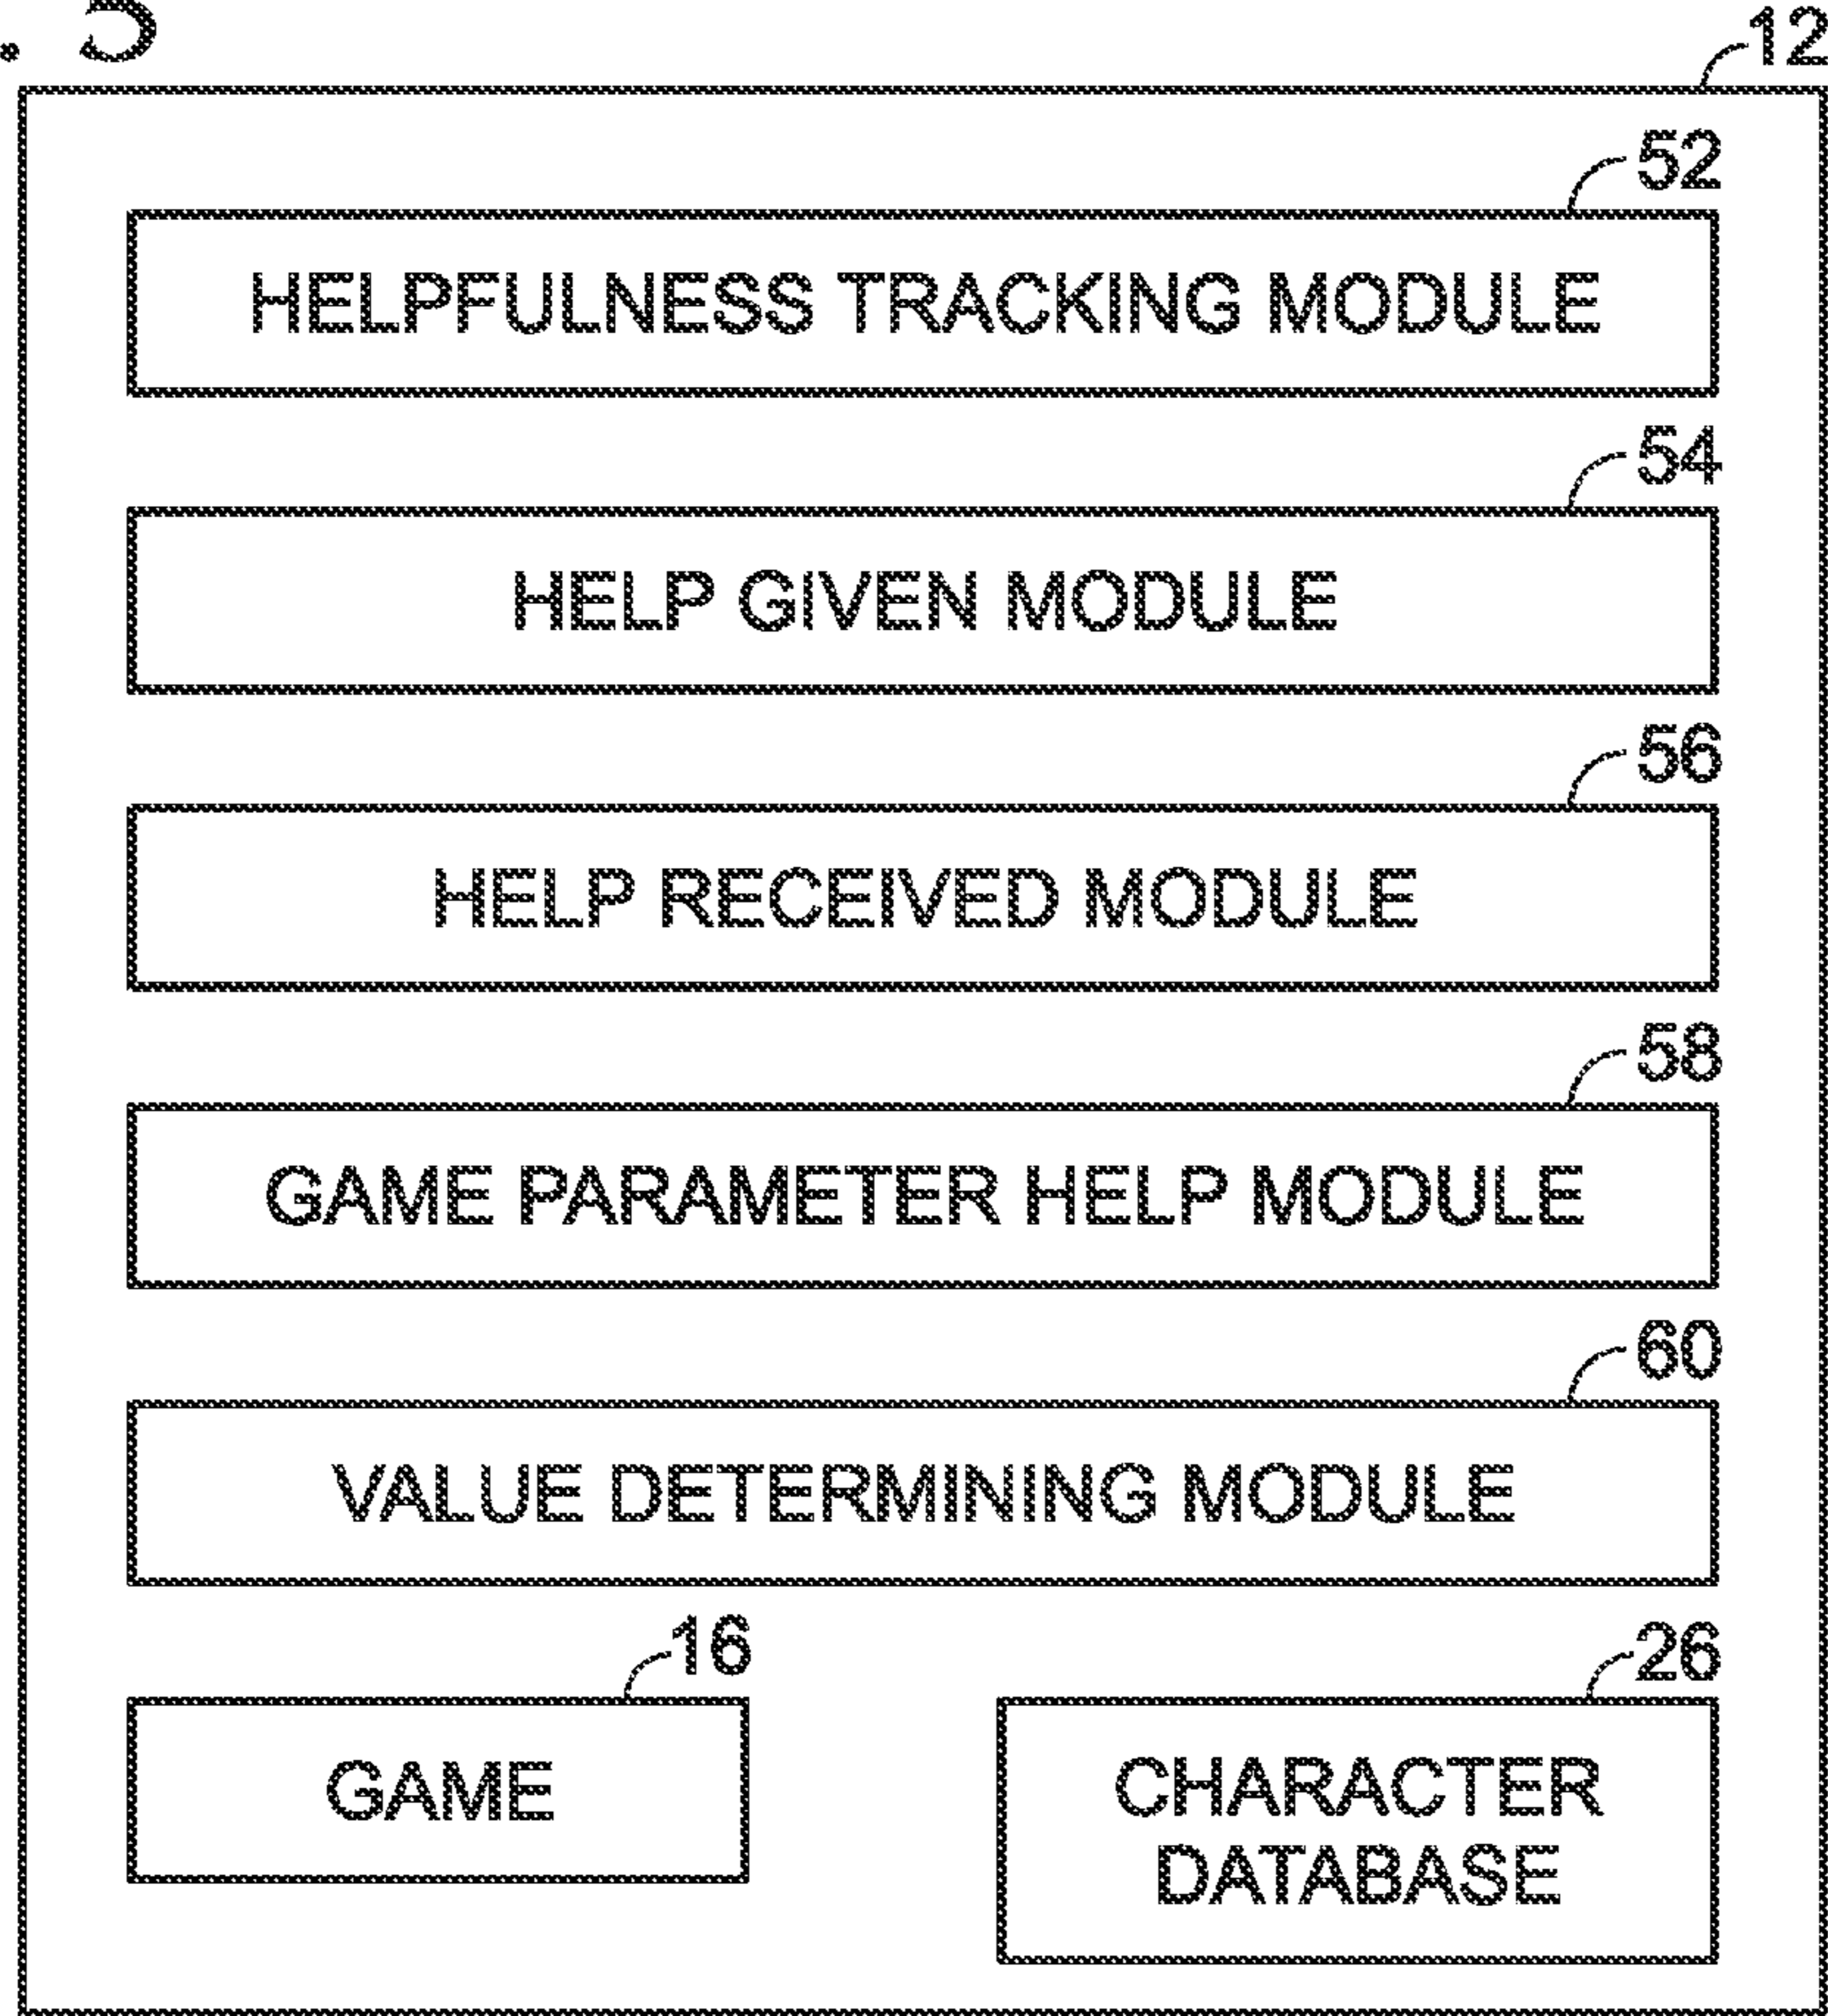 12
52
HELPFULNESS TRACKING MODULE
54
HELP GIVEN MODULE
56
HELP RECEIVED MODULE
58
GAME PARAMETER HELP MODULE
60
VALUE DETERMINING MODULE
16
GAME
26
CHARACTER
DATABASE